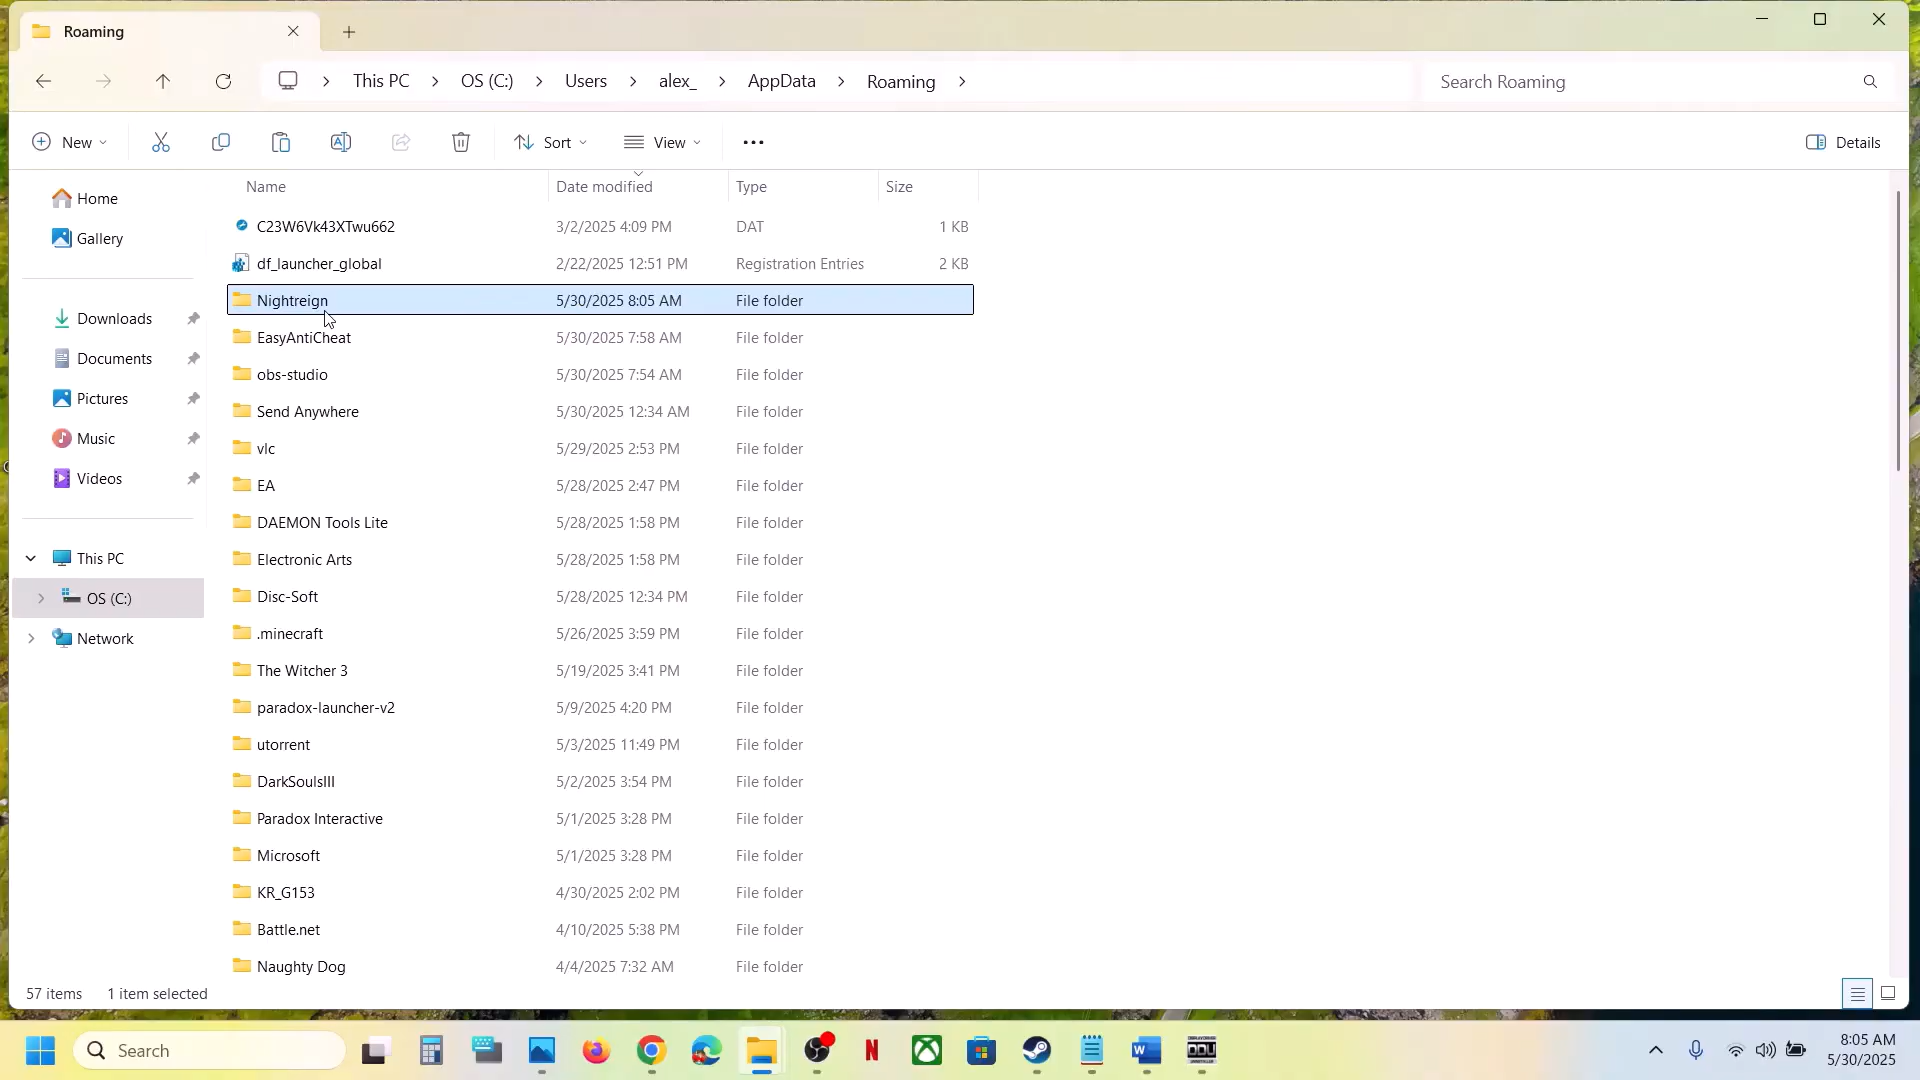 Roaming
This PC
OS (C:)
Users
alex_
AppData
Roaming
Search Roaming
New
Sort
View
Details
Name Date modified Type Size
C23W6Vk43XTwu662 3/2/2025 4:09 PM DAT 1 KB
df_launcher_global 2/22/2025 12:51 PM Registration Entries 2 KB
Nightreign 5/30/2025 8:05 AM File folder
EasyAntiCheat 5/30/2025 7:58 AM File folder
obs-studio 5/30/2025 7:54 AM File folder
Send Anywhere 5/30/2025 12:34 AM File folder
vlc 5/29/2025 2:53 PM File folder
EA 5/28/2025 2:47 PM File folder
DAEMON Tools Lite 5/28/2025 1:58 PM File folder
Electronic Arts 5/28/2025 1:58 PM File folder
Disc-Soft 5/28/2025 12:34 PM File folder
.minecraft 5/26/2025 3:59 PM File folder
The Witcher 3 5/19/2025 3:41 PM File folder
paradox-launcher-v2 5/9/2025 4:20 PM File folder
utorrent 5/3/2025 11:49 PM File folder
DarkSoulsIII 5/2/2025 3:54 PM File folder
Paradox Interactive 5/1/2025 3:28 PM File folder
Microsoft 5/1/2025 3:28 PM File folder
KR_G153 4/30/2025 2:02 PM File folder
Battle.net 4/10/2025 5:38 PM File folder
Naughty Dog 4/4/2025 7:32 AM File folder
Home
Gallery
Downloads
Documents
Pictures
Music
Videos
This PC
OS (C:)
Network
57 items 1 item selected
Search
DDU
8:05 AM
5/30/2025